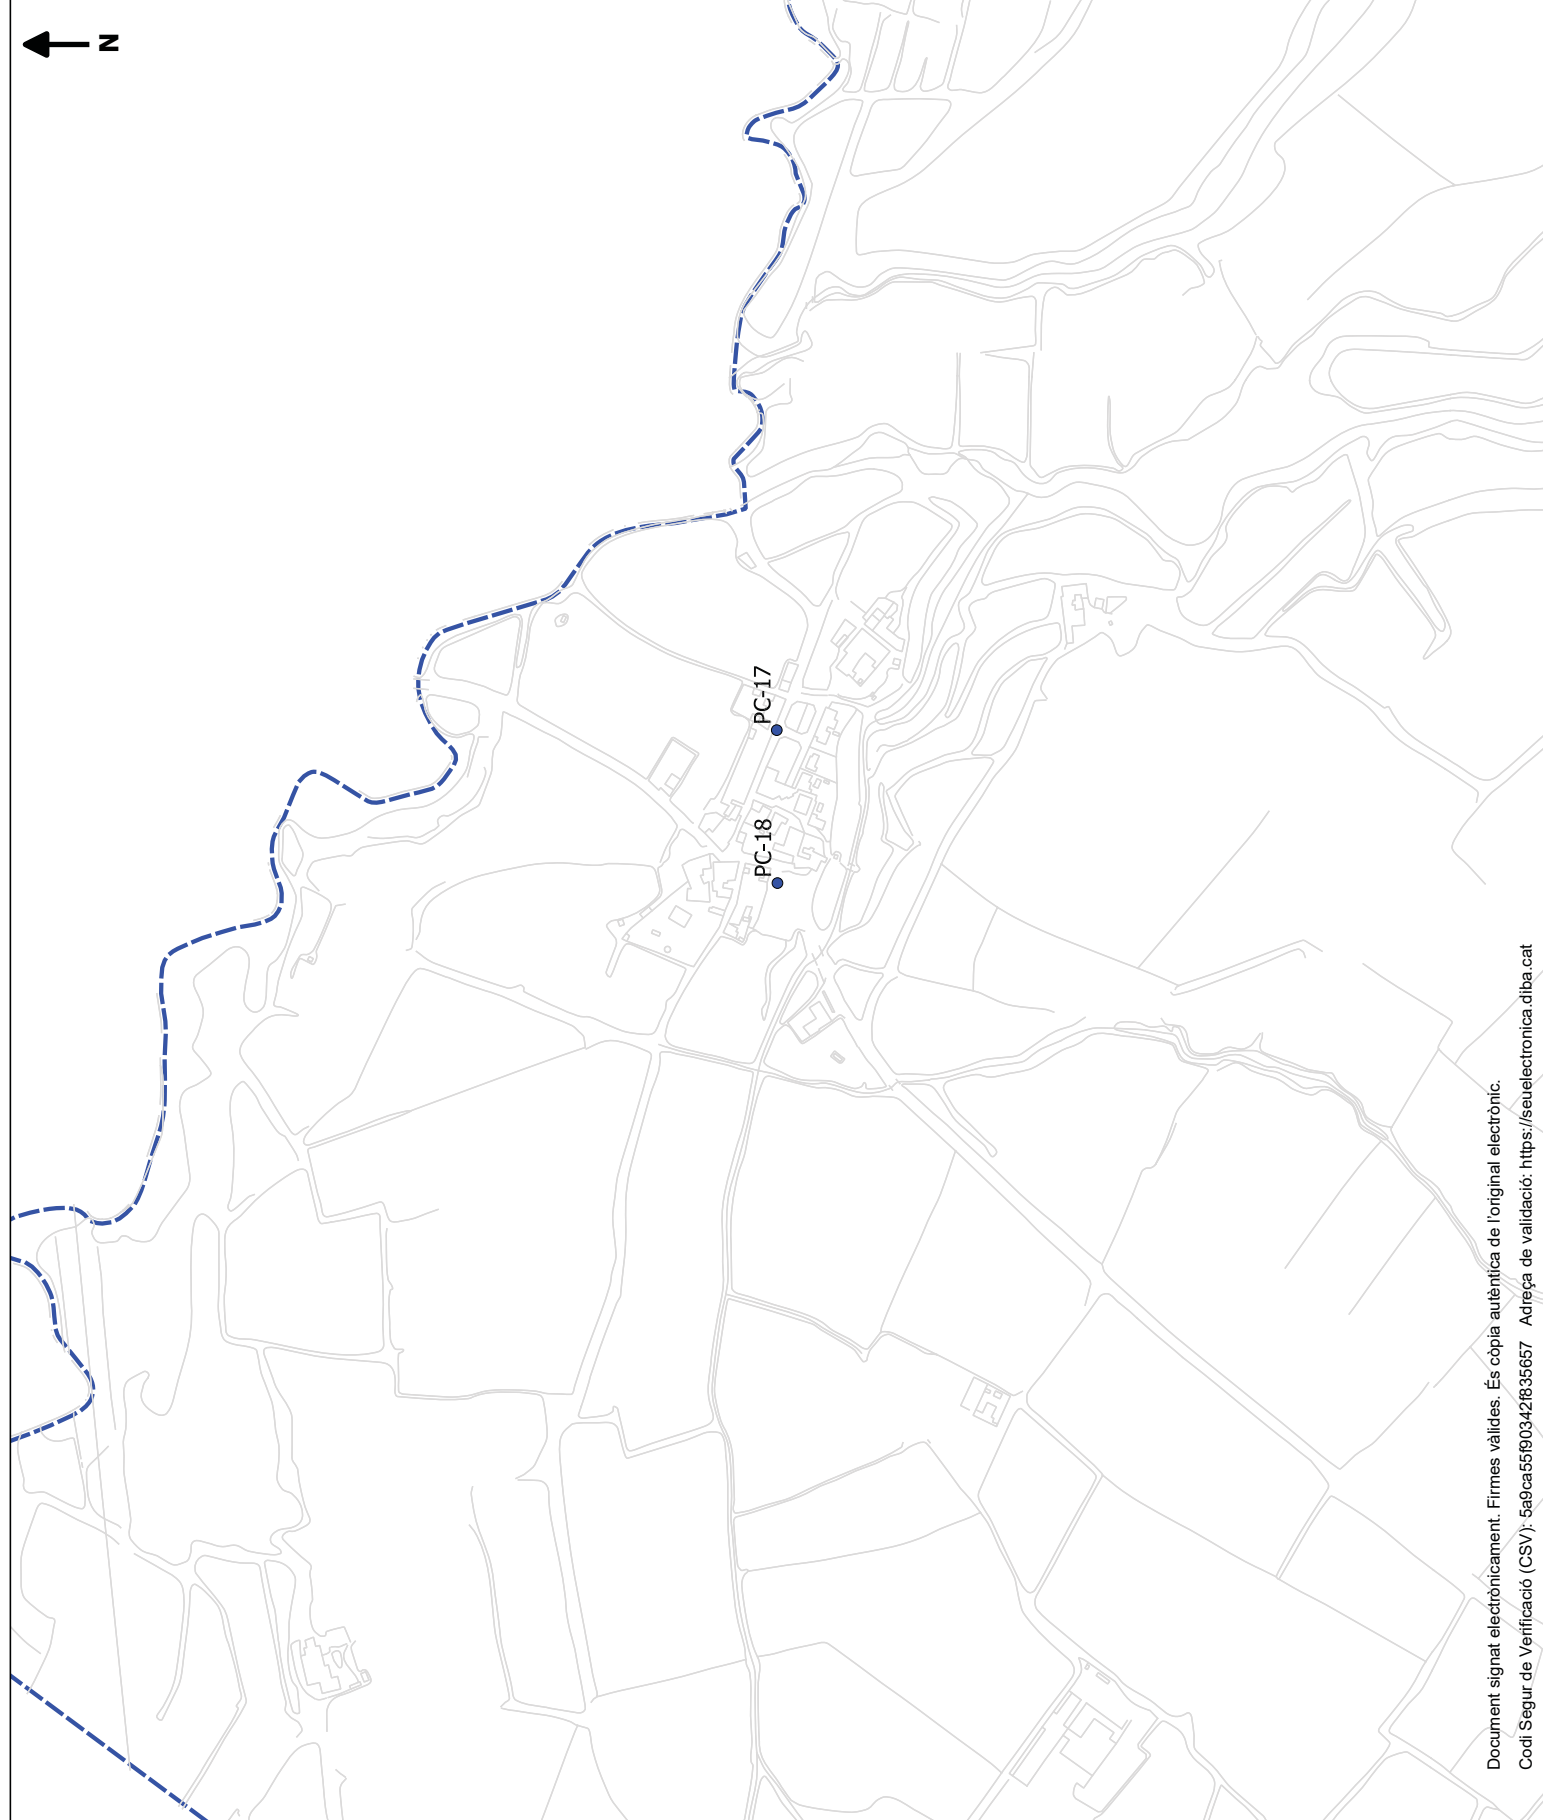 N
PC-17
PC-18
Document signat electrònicament. Firmes vàlides. És còpia autèntica de l'original electrònic.
Codi Segur de Verificació (CSV): 5a9ca55f90342f835657 Adreça de validació: https://seuelectronica.diba.cat